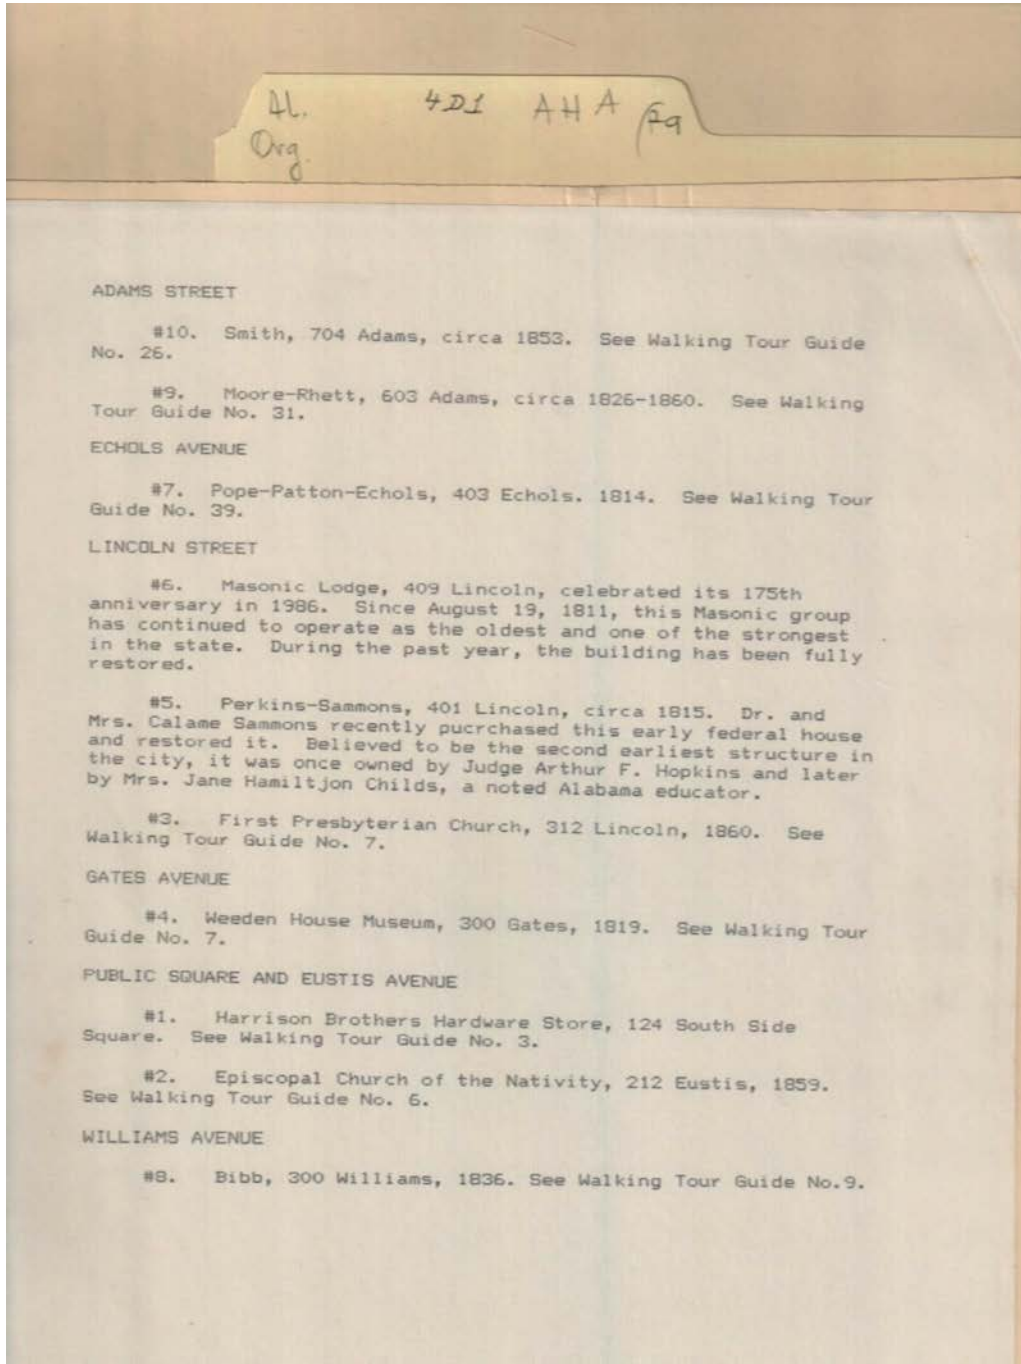 AL. 4D1 AHA
Org.
ADAMS STREET
#10. Smith, 704 Adams, circa 1853. See Walking Tour Guide
No. 26.
#9. Moore-Rhett, 603 Adams, circa 1826-1860. See Walking
Tour Guide No. 31.
ECHOLS AVENUE
#7. Pope-Patton-Echols, 403 Echols. 1814. See Walking Tour
Guide No. 39.
LINCOLN STREET
#6. Masonic Lodge, 409 Lincoln, celebrated its 175th
anniversary in 1986. Since August 19, 1811, this Masonic group
has continued to operate as the oldest and one of the strongest
in the state. During the past year, the building has been fully
restored.
#5. Perkins-Sammons, 401 Lincoln, circa 1815. Dr. and
Mrs. Calame Sammons recently pucrchased this early federal house
and restored it. Believed to be the second earliest structure in
the city, it was once owned by Judge Arthur F. Hopkins and later
by Mrs. Jane Hamiltjon Childs, a noted Alabama educator.
#3. First Presbyterian Church, 312 Lincoln, 1860. See
Walking Tour Guide No. 7.
GATES AVENUE
#4. Weeden House Museum, 300 Gates, 1819. See Walking Tour
Guide No. 7.
PUBLIC SQUARE AND EUSTIS AVENUE
#1. Harrison Brothers Hardware Store, 124 South Side
Square. See Walking Tour Guide No. 3.
#2. Episcopal Church of the Nativity, 212 Eustis, 1859.
See Walking Tour Guide No. 6.
WILLIAMS AVENUE
#8. Bibb, 300 Williams, 1836. See Walking Tour Guide No.9.